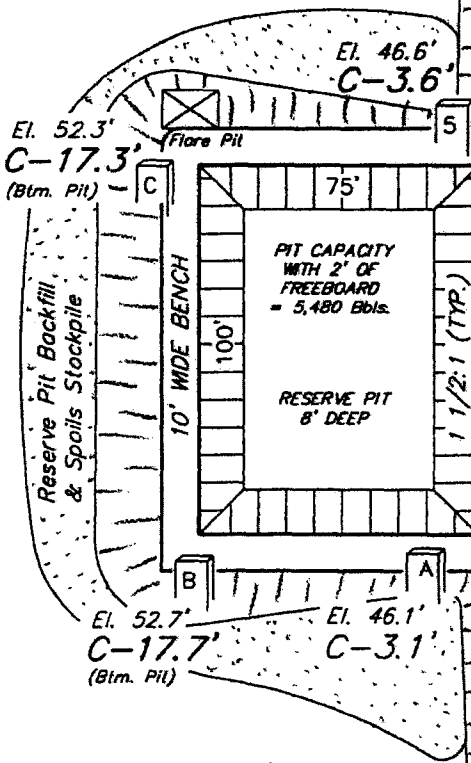 El. 46.6'
C-3.6'
5
El. 52.3'
C-17.3'
(Btm. Pit)
Flare Pit
C
75'
PIT CAPACITY
WITH 2' OF
FREEBOARD
= 5,480 Bbls.
10' WIDE BENCH
100'
RESERVE PIT
8' DEEP
1 1/2:1 (TYP.)
Reserve Pit Backfill
& Spoils Stockpile
B
A
El. 52.7'
C-17.7'
(Btm. Pit)
El. 46.1'
C-3.1'